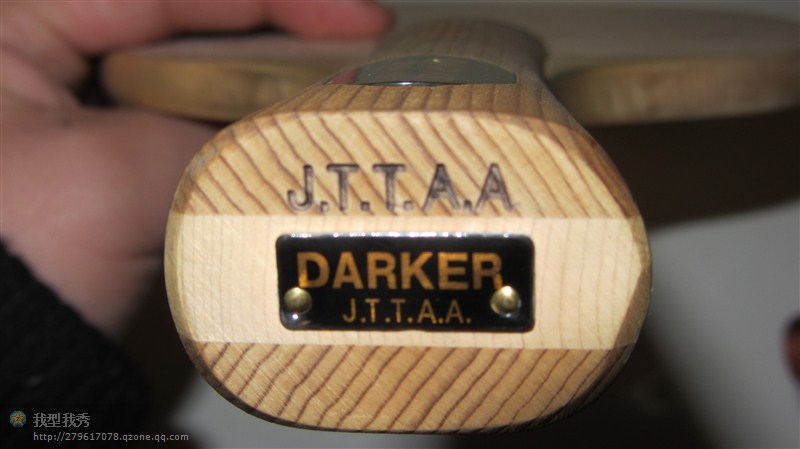 J.T.T.A.A
DARKER
J.T.T.A.A.
我型我秀
http://279617078.qzone.qq.com